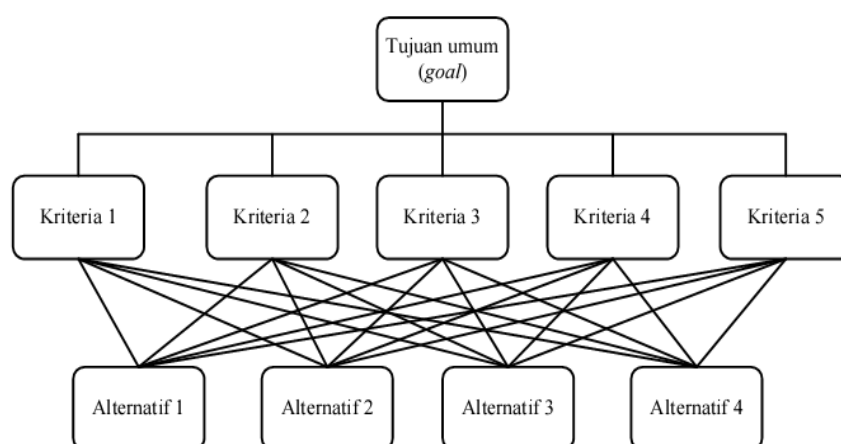 Tujuan umum
(goal)
Kriteria 1
Kriteria 2
Kriteria 3
Kriteria 4
Kriteria 5
Alternatif 1
Alternatif 2
Alternatif 3
Alternatif 4